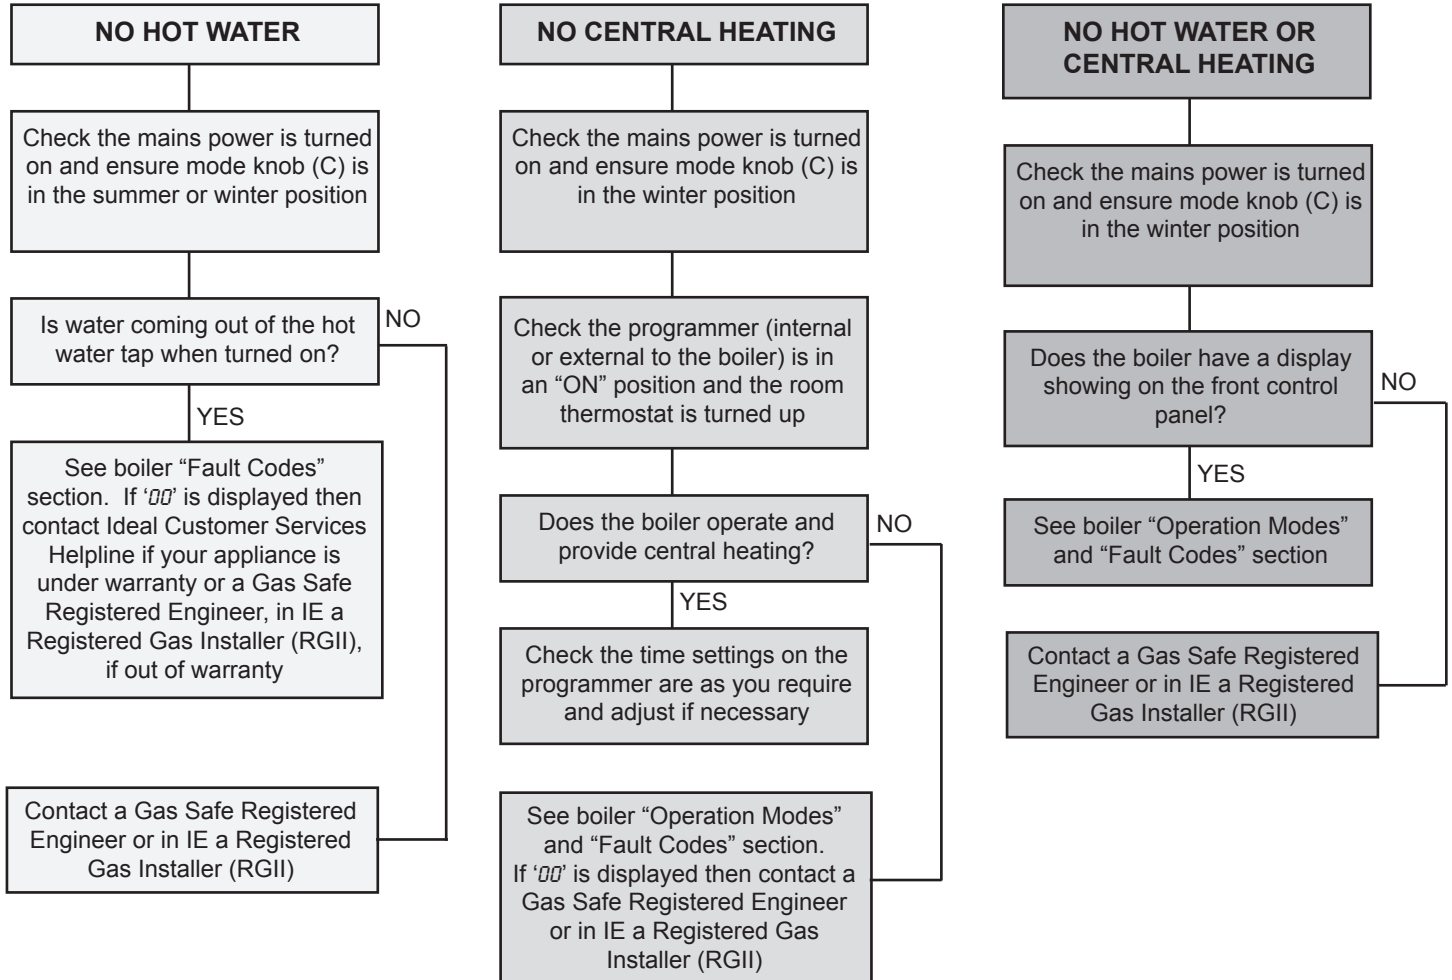 NO HOT WATER
Check the mains power is turned
on and ensure mode knob (C) is
in the summer or winter position
Is water coming out of the hot
water tap when turned on?
NO
YES
See boiler “Fault Codes”
section. If ‘00’ is displayed then
contact Ideal Customer Services
Helpline if your appliance is
under warranty or a Gas Safe
Registered Engineer, in IE a
Registered Gas Installer (RGII),
if out of warranty
Contact a Gas Safe Registered
Engineer or in IE a Registered
Gas Installer (RGII)
NO CENTRAL HEATING
Check the mains power is turned
on and ensure mode knob (C) is
in the winter position
Check the programmer (internal
or external to the boiler) is in
an “ON” position and the room
thermostat is turned up
Does the boiler operate and
provide central heating?
NO
YES
Check the time settings on the
programmer are as you require
and adjust if necessary
See boiler “Operation Modes”
and “Fault Codes” section.
If ‘00’ is displayed then contact a
Gas Safe Registered Engineer
or in IE a Registered Gas
Installer (RGII)
NO HOT WATER OR
CENTRAL HEATING
Check the mains power is turned
on and ensure mode knob (C) is
in the winter position
Does the boiler have a display
showing on the front control
panel?
NO
YES
See boiler “Operation Modes”
and “Fault Codes” section
Contact a Gas Safe Registered
Engineer or in IE a Registered
Gas Installer (RGII)